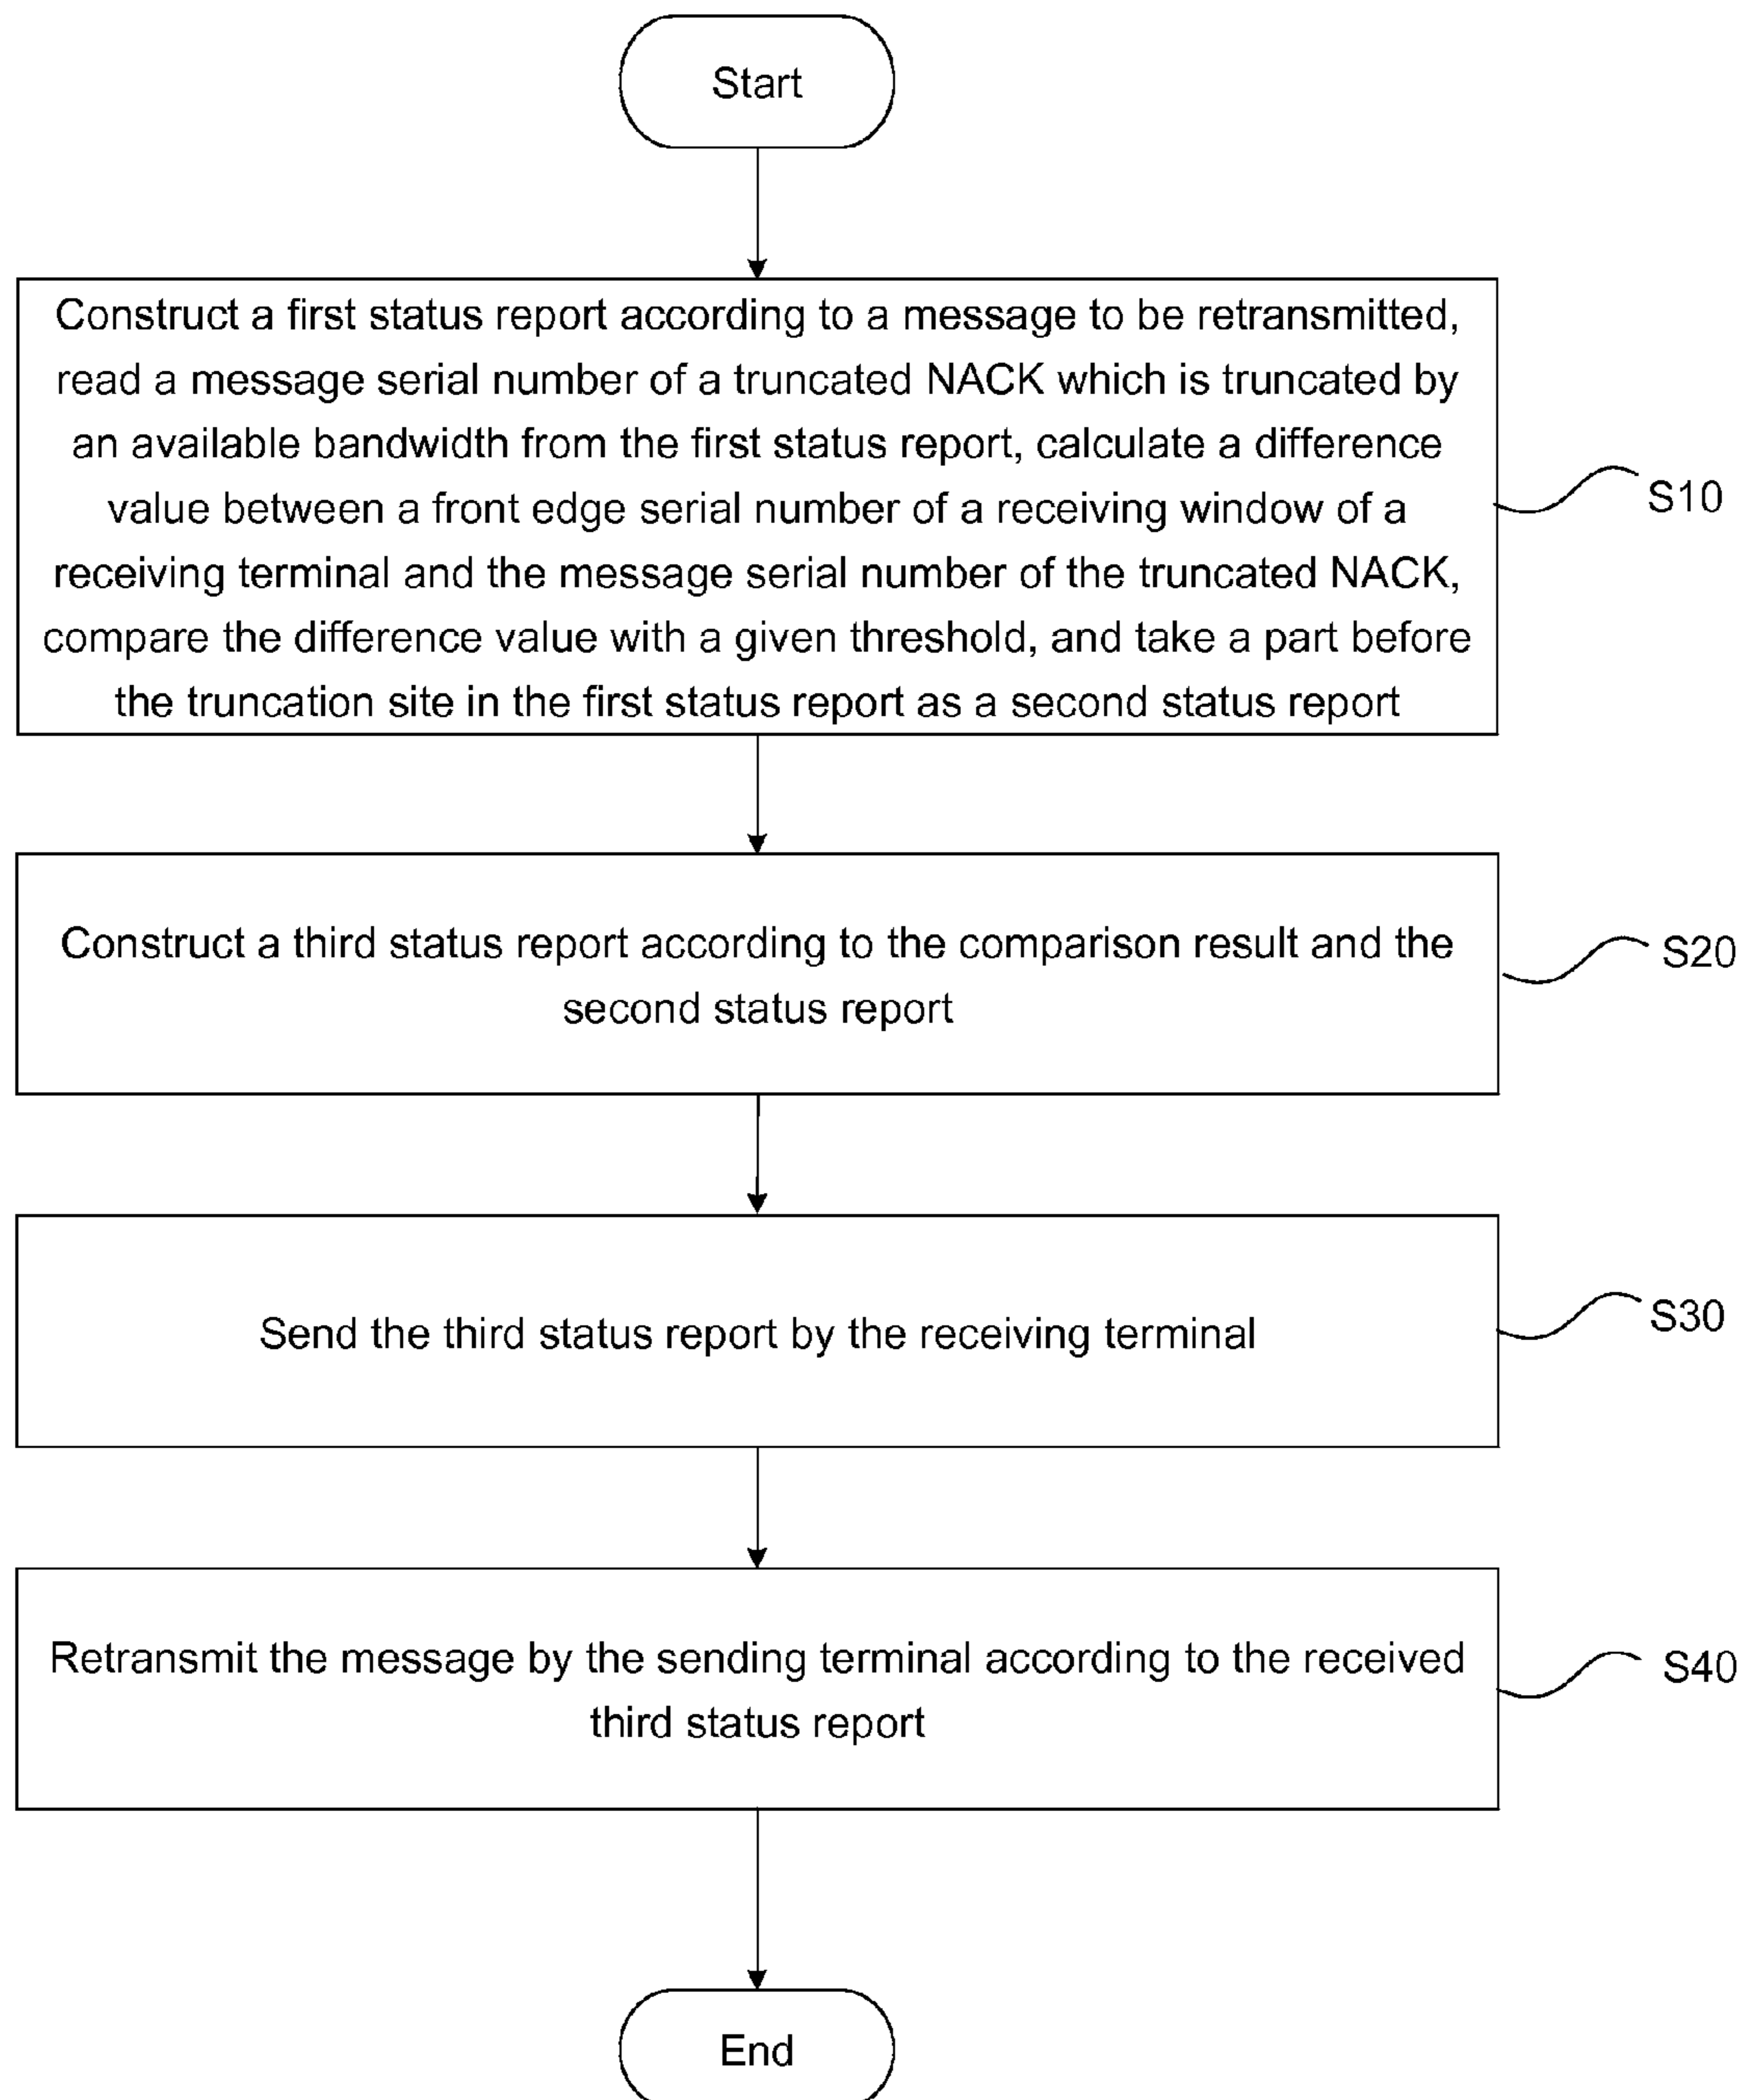 Start
Construct a first status report according to a message to be retransmitted,
read a message serial number of a truncated NACK which is truncated by
an available bandwidth from the first status report, calculate a difference
value between a front edge serial number of a receiving window of a
receiving terminal and the message serial number of the truncated NACK,
compare the difference value with a given threshold, and take a part before
the truncation site in the first status report as a second status report
S10
Construct a third status report according to the comparison result and the
second status report
S20
Send the third status report by the receiving terminal
S30
Retransmit the message by the sending terminal according to the received
third status report
S40
End